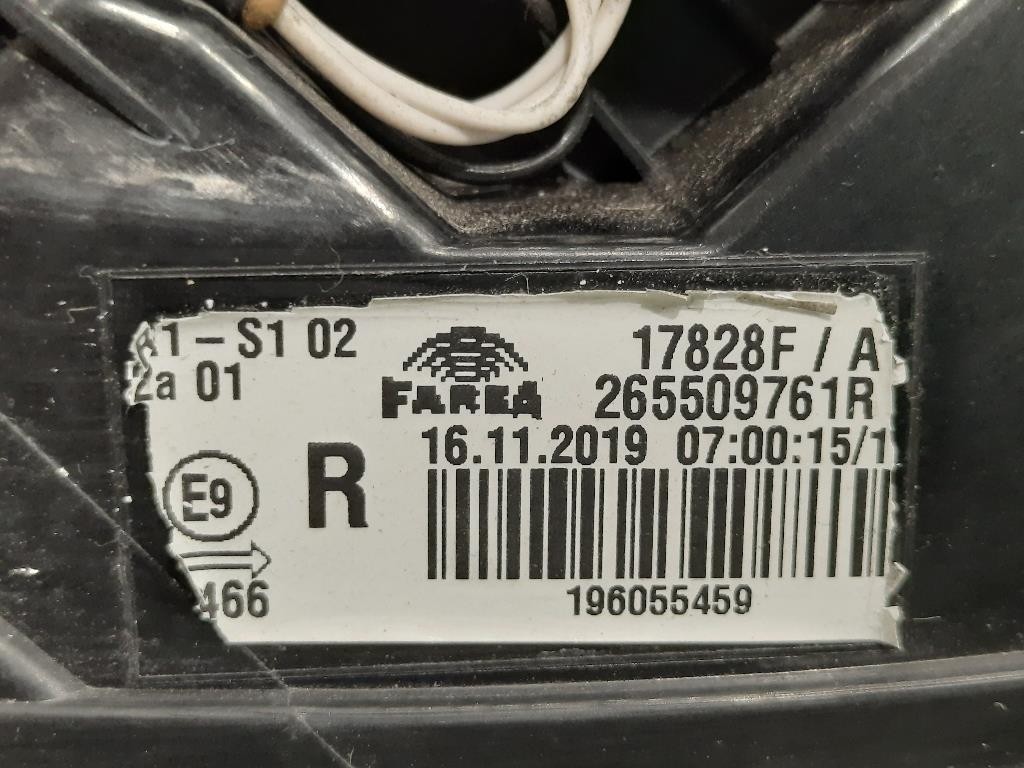 A1 – S1 02
2a 01
FAREA
17828F / A
265509761R
16.11.2019 07:00:15/1
E9
R
466
196055459